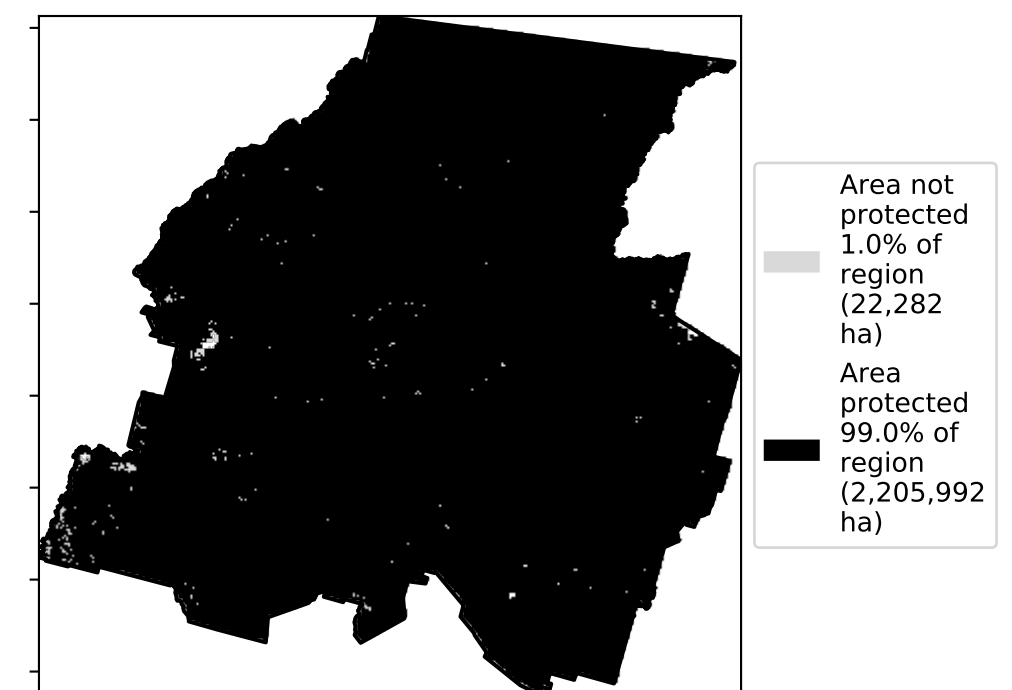 Area not
protected
1.0% of
region
(22,282
ha)
Area
protected
99.0% of
region
(2,205,992
ha)